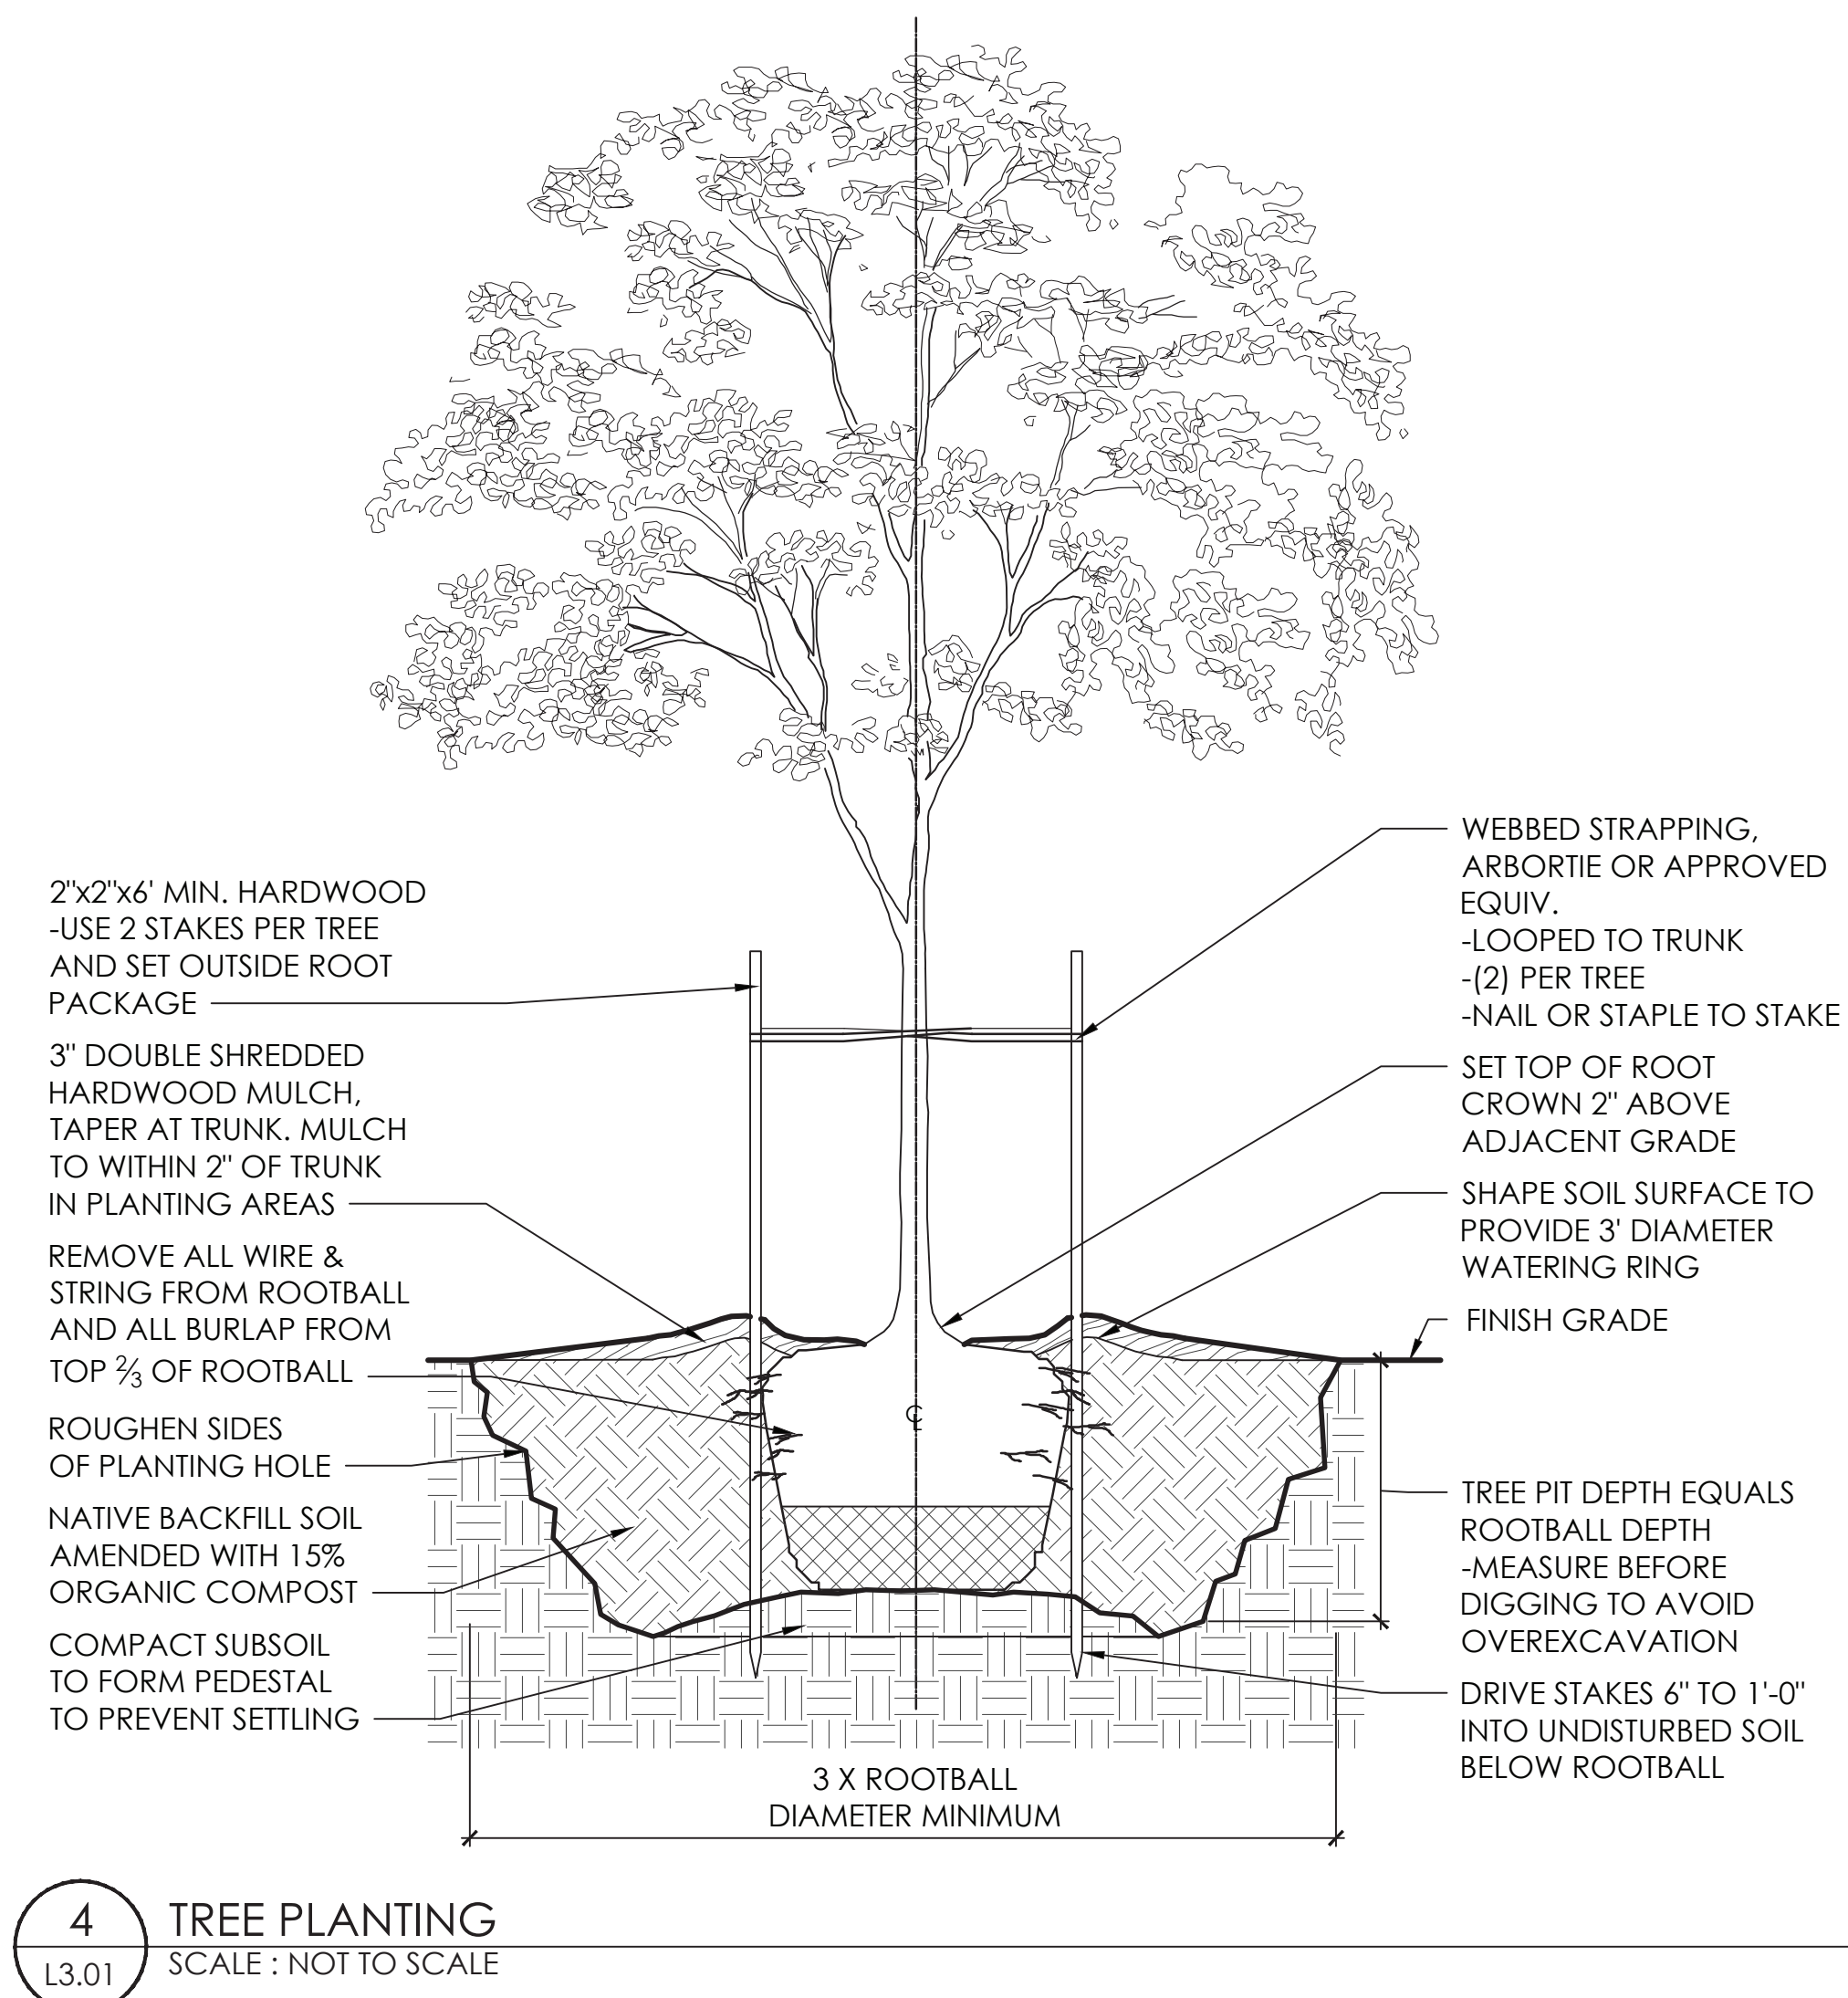 2"x2"x6' MIN. HARDWOOD
-USE 2 STAKES PER TREE
AND SET OUTSIDE ROOT
PACKAGE
3" DOUBLE SHREDDED
HARDWOOD MULCH,
TAPER AT TRUNK. MULCH
TO WITHIN 2" OF TRUNK
IN PLANTING AREAS
REMOVE ALL WIRE &
STRING FROM ROOTBALL
AND ALL BURLAP FROM
TOP ⅔ OF ROOTBALL
ROUGHEN SIDES
OF PLANTING HOLE
NATIVE BACKFILL SOIL
AMENDED WITH 15%
ORGANIC COMPOST
COMPACT SUBSOIL
TO FORM PEDESTAL
TO PREVENT SETTLING
WEBBED STRAPPING,
ARBORTIE OR APPROVED
EQUIV.
-LOOPED TO TRUNK
-(2) PER TREE
-NAIL OR STAPLE TO STAKE
SET TOP OF ROOT
CROWN 2" ABOVE
ADJACENT GRADE
SHAPE SOIL SURFACE TO
PROVIDE 3' DIAMETER
WATERING RING
FINISH GRADE
TREE PIT DEPTH EQUALS
ROOTBALL DEPTH
-MEASURE BEFORE
DIGGING TO AVOID
OVEREXCAVATION
DRIVE STAKES 6" TO 1'-0"
INTO UNDISTURBED SOIL
BELOW ROOTBALL
℄
3 X ROOTBALL
DIAMETER MINIMUM
4
L3.01
TREE PLANTING
SCALE : NOT TO SCALE